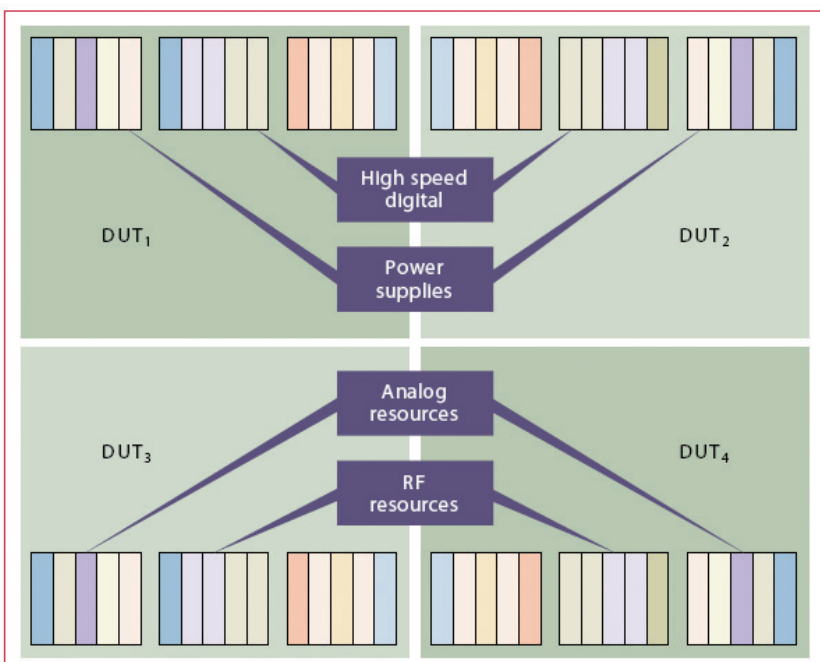 High speed
digital
DUT₁
DUT₂
Power
supplies
Analog
resources
DUT₃
DUT₄
RF
resources